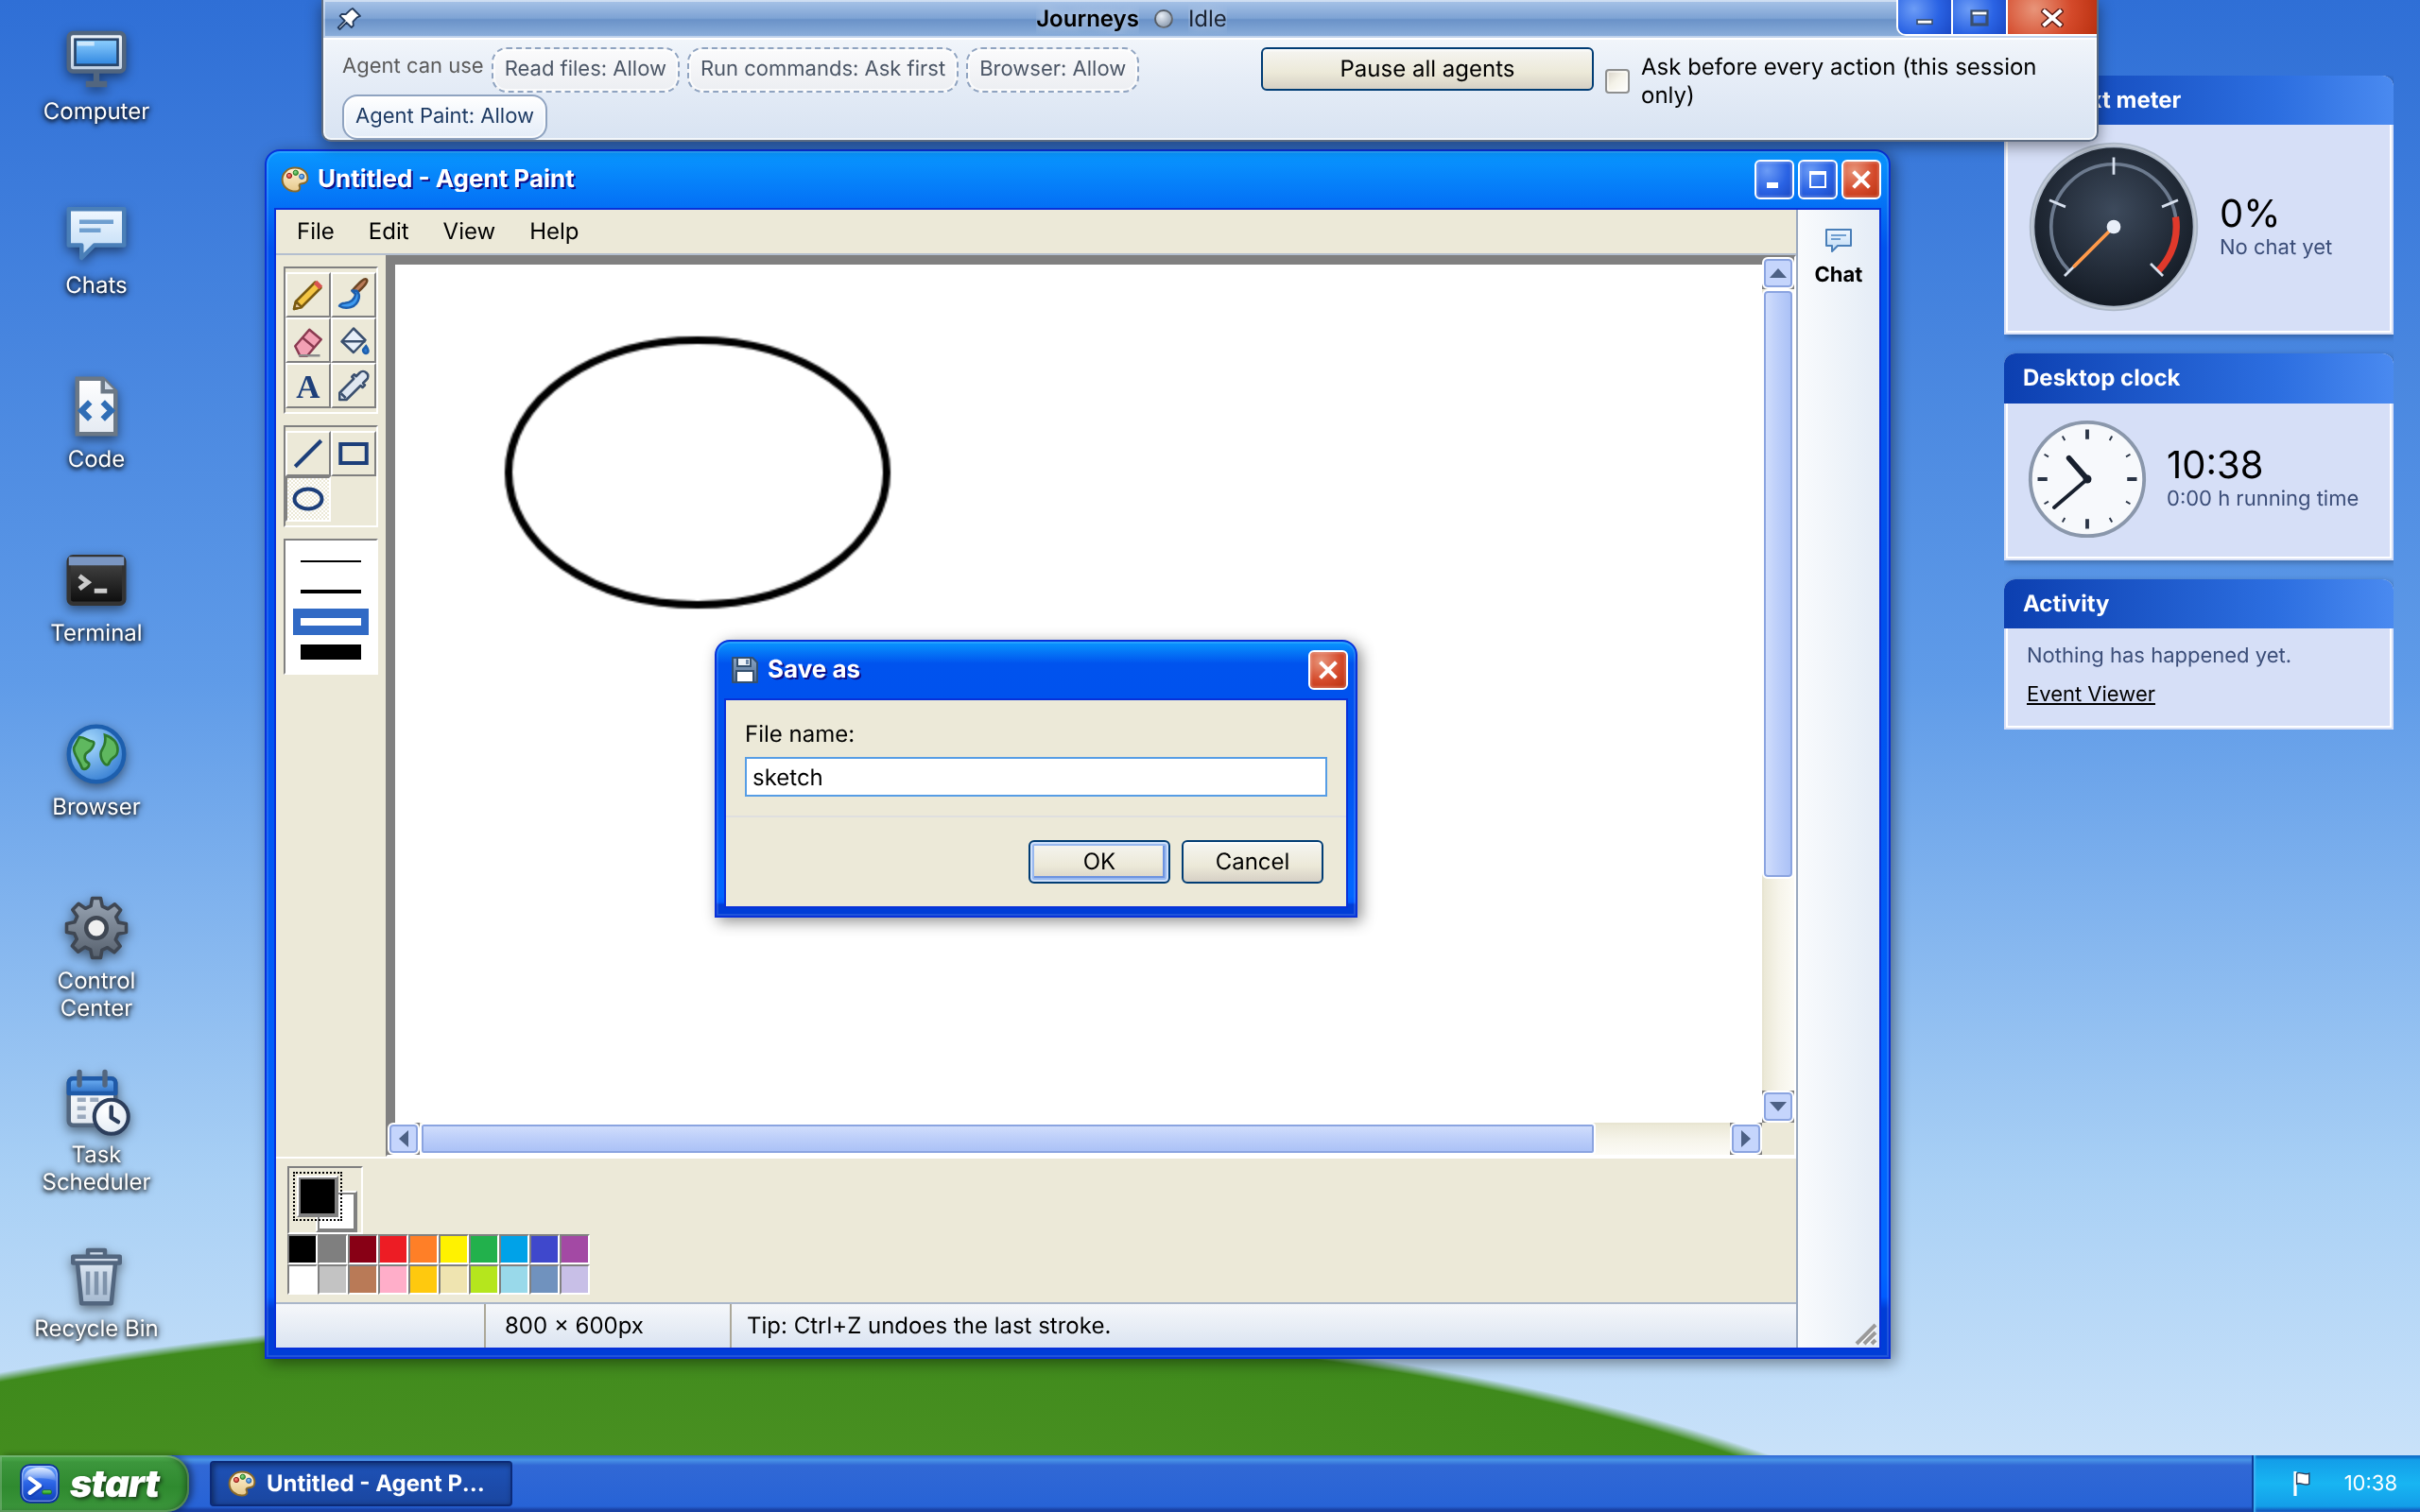 Computer
Chats
Code
Terminal
Browser
Control
Center
Task
Scheduler
Recycle Bin
Journeys Idle
Agent can use Read files: Allow Run commands: Ask first Browser: Allow
Agent Paint: Allow
Pause all agents
Ask before every action (this session
only)
Untitled - Agent Paint
File Edit View Help
A
Chat
Save as
File name:
sketch
OK Cancel
800 × 600px
Tip: Ctrl+Z undoes the last stroke.
meter
0%
No chat yet
Desktop clock
10:38
0:00 h running time
Activity
Nothing has happened yet.
Event Viewer
start
Untitled - Agent P...
10:38